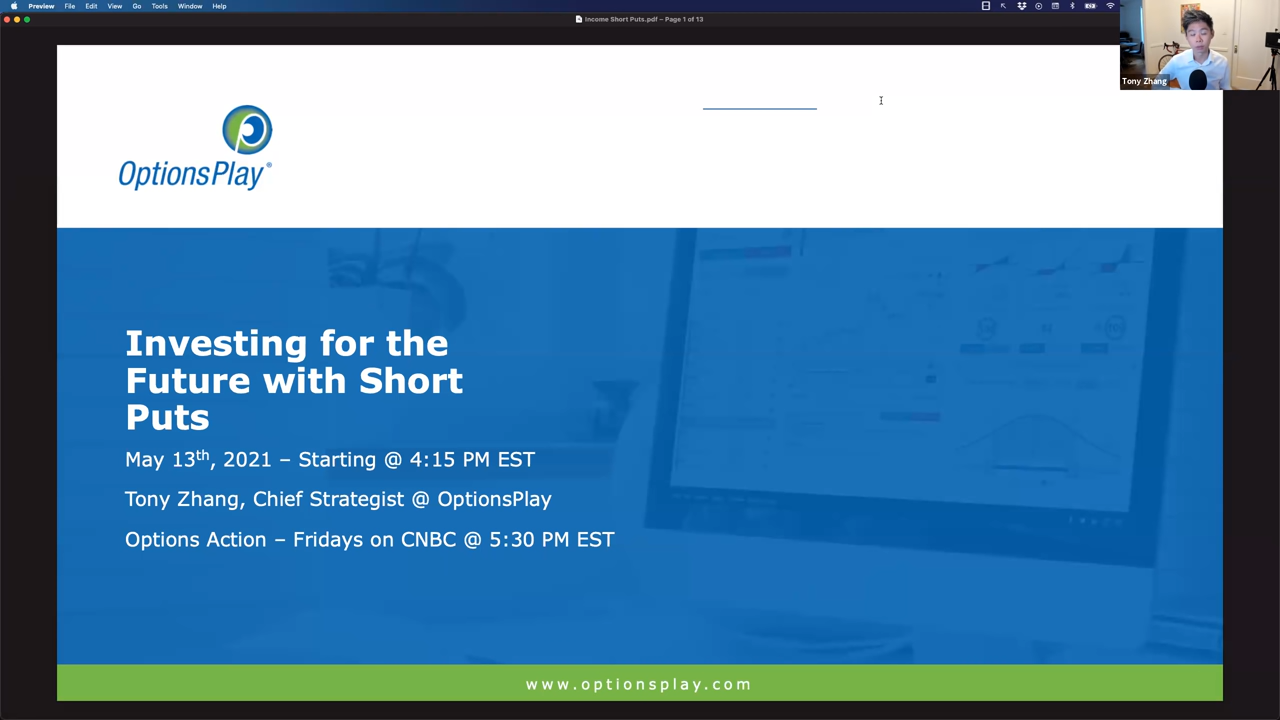 Preview File Edit View Go Tools Window Help
Income Short Puts.pdf – Page 1 of 13
Tony Zhang
OptionsPlay®
Investing for the
Future with Short
Puts
May 13th, 2021 – Starting @ 4:15 PM EST
Tony Zhang, Chief Strategist @ OptionsPlay
Options Action – Fridays on CNBC @ 5:30 PM EST
www.optionsplay.com